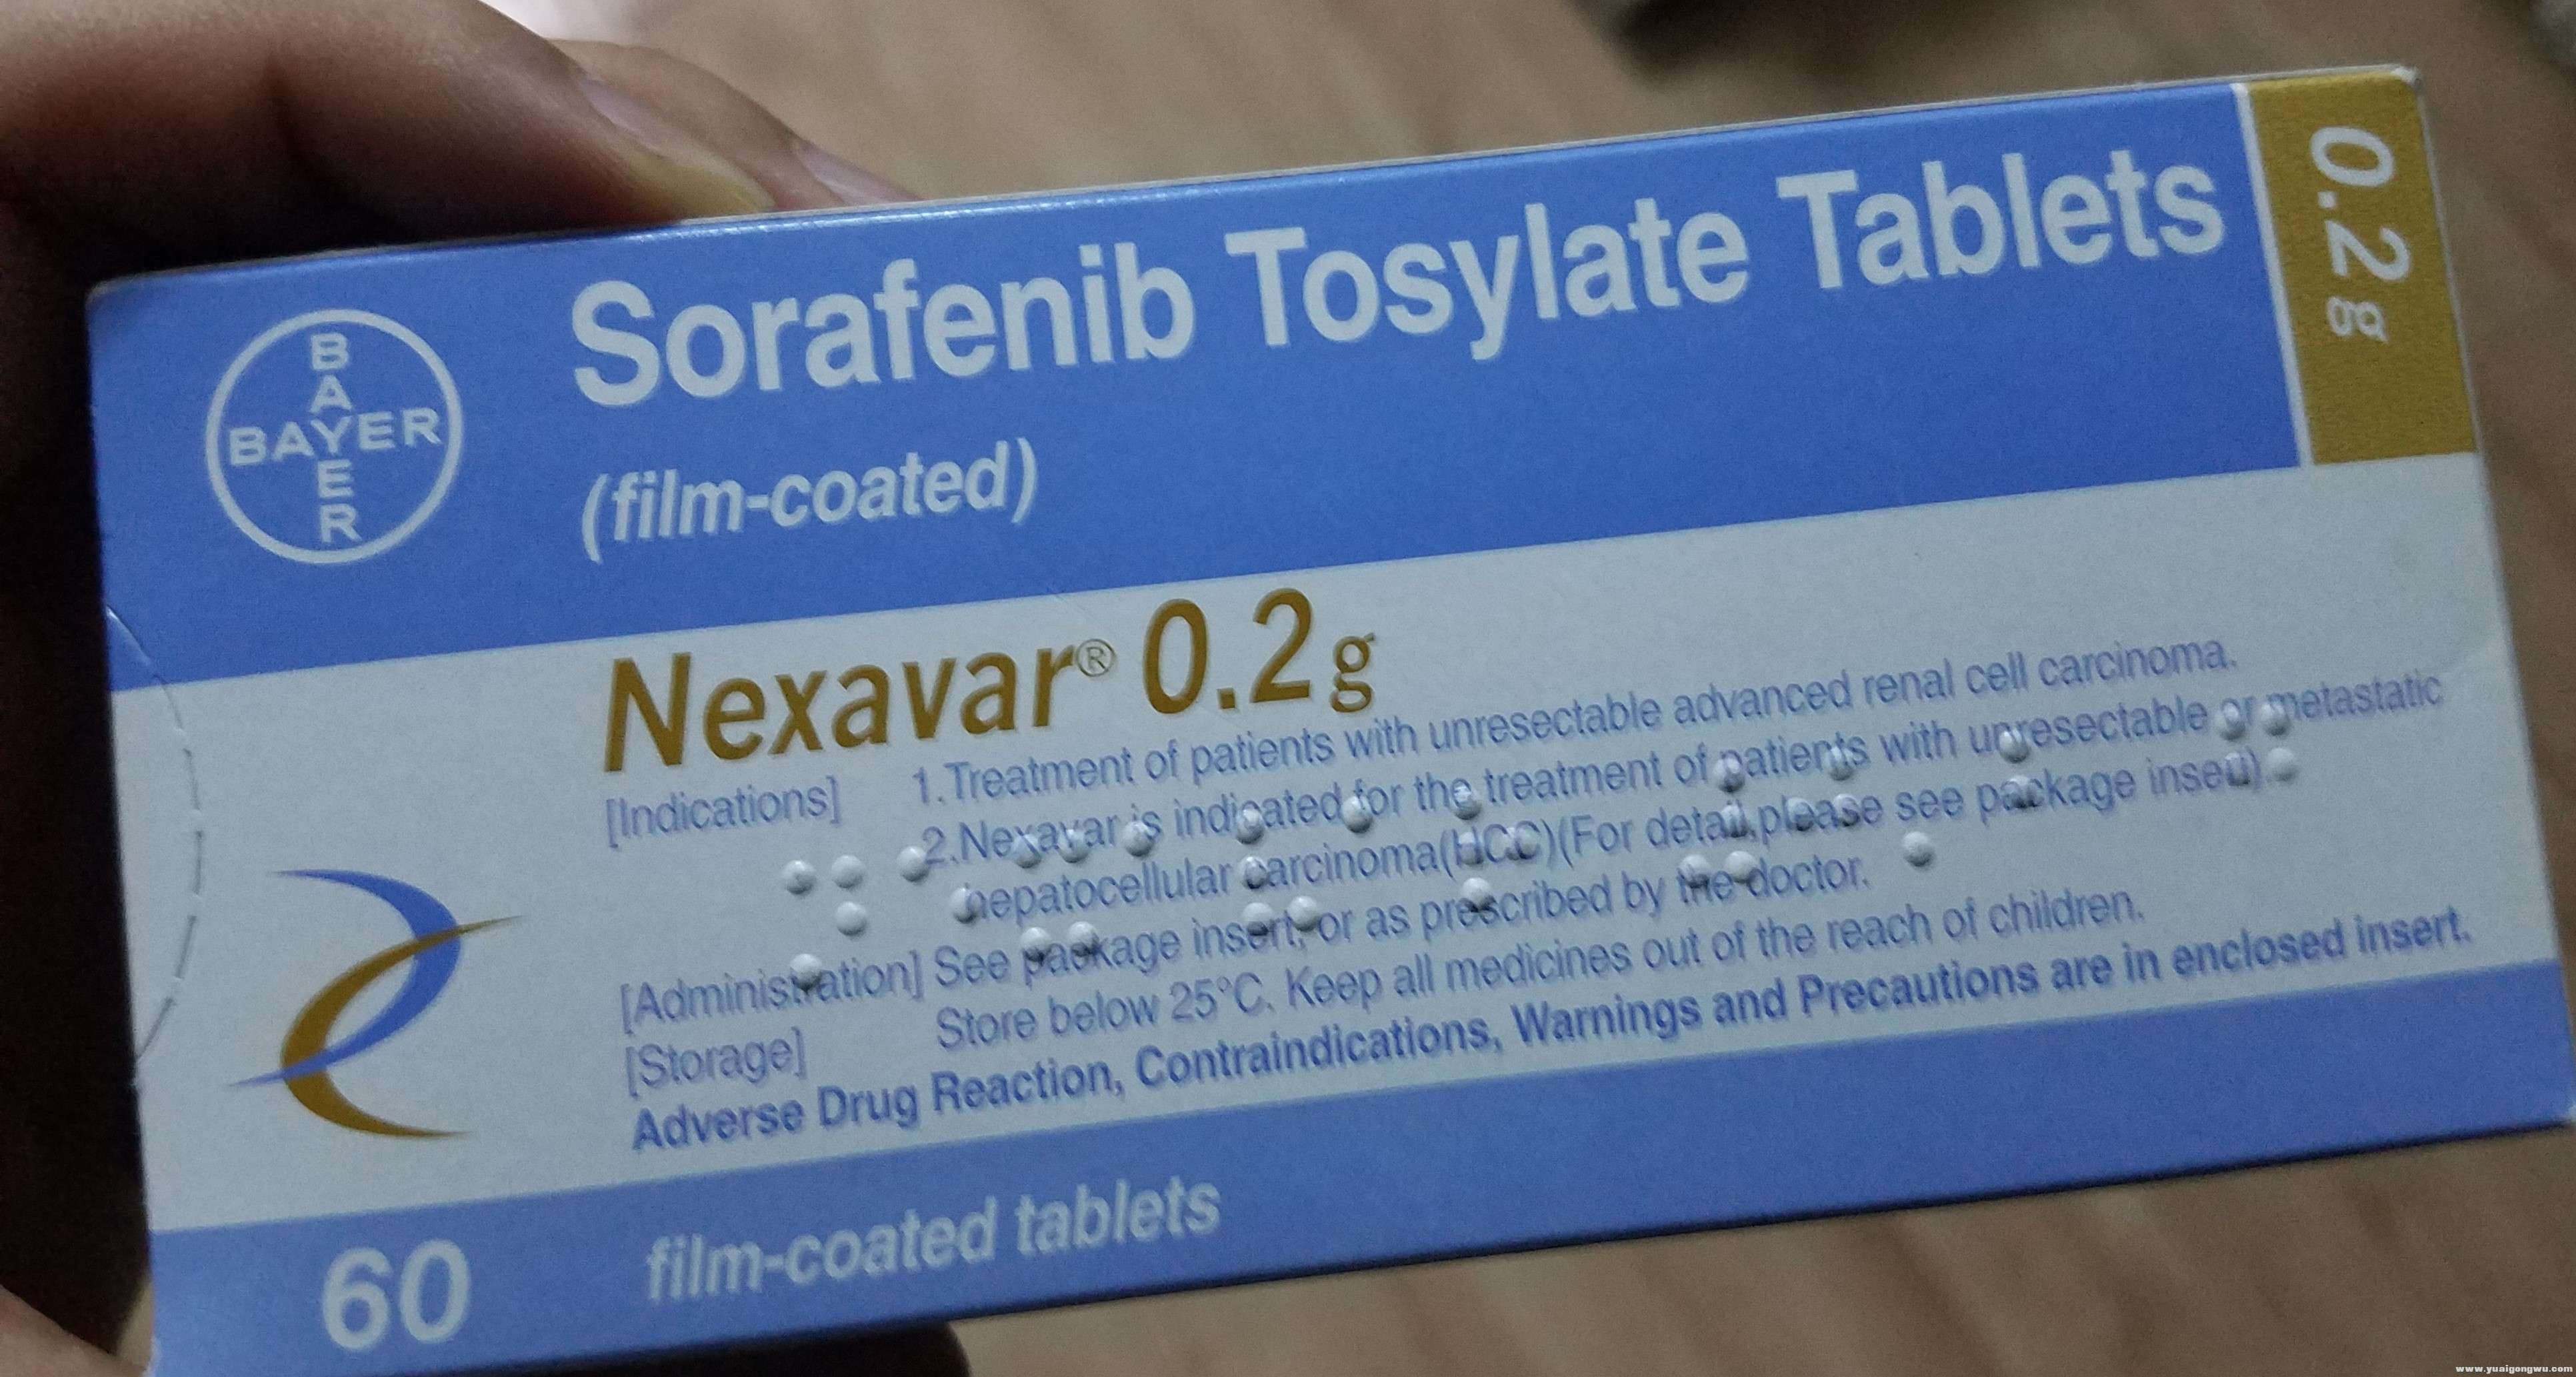 BAYER
BAYER
Sorafenib Tosylate Tablets
0.2g
(film-coated)
Nexavar® 0.2g
[Indications] 1.Treatment of patients with unresectable advanced renal cell carcinoma.
2.Nexavar is indicated for the treatment of patients with unresectable or metastatic
hepatocellular carcinoma(HCC)(For detail,please see package insert).
[Administration] See package insert, or as prescribed by the doctor.
[Storage] Store below 25°C. Keep all medicines out of the reach of children.
Adverse Drug Reaction, Contraindications, Warnings and Precautions are in enclosed insert.
60 film-coated tablets
www.yuaigongwu.com